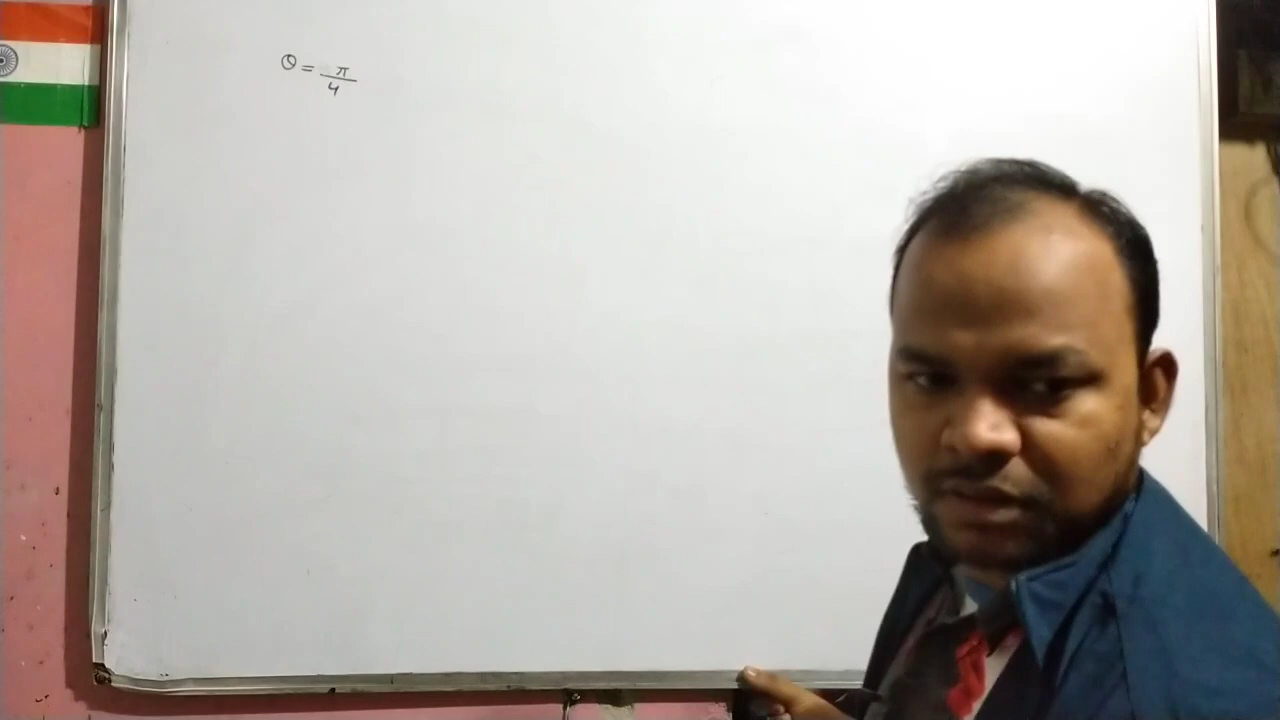 θ = π/4